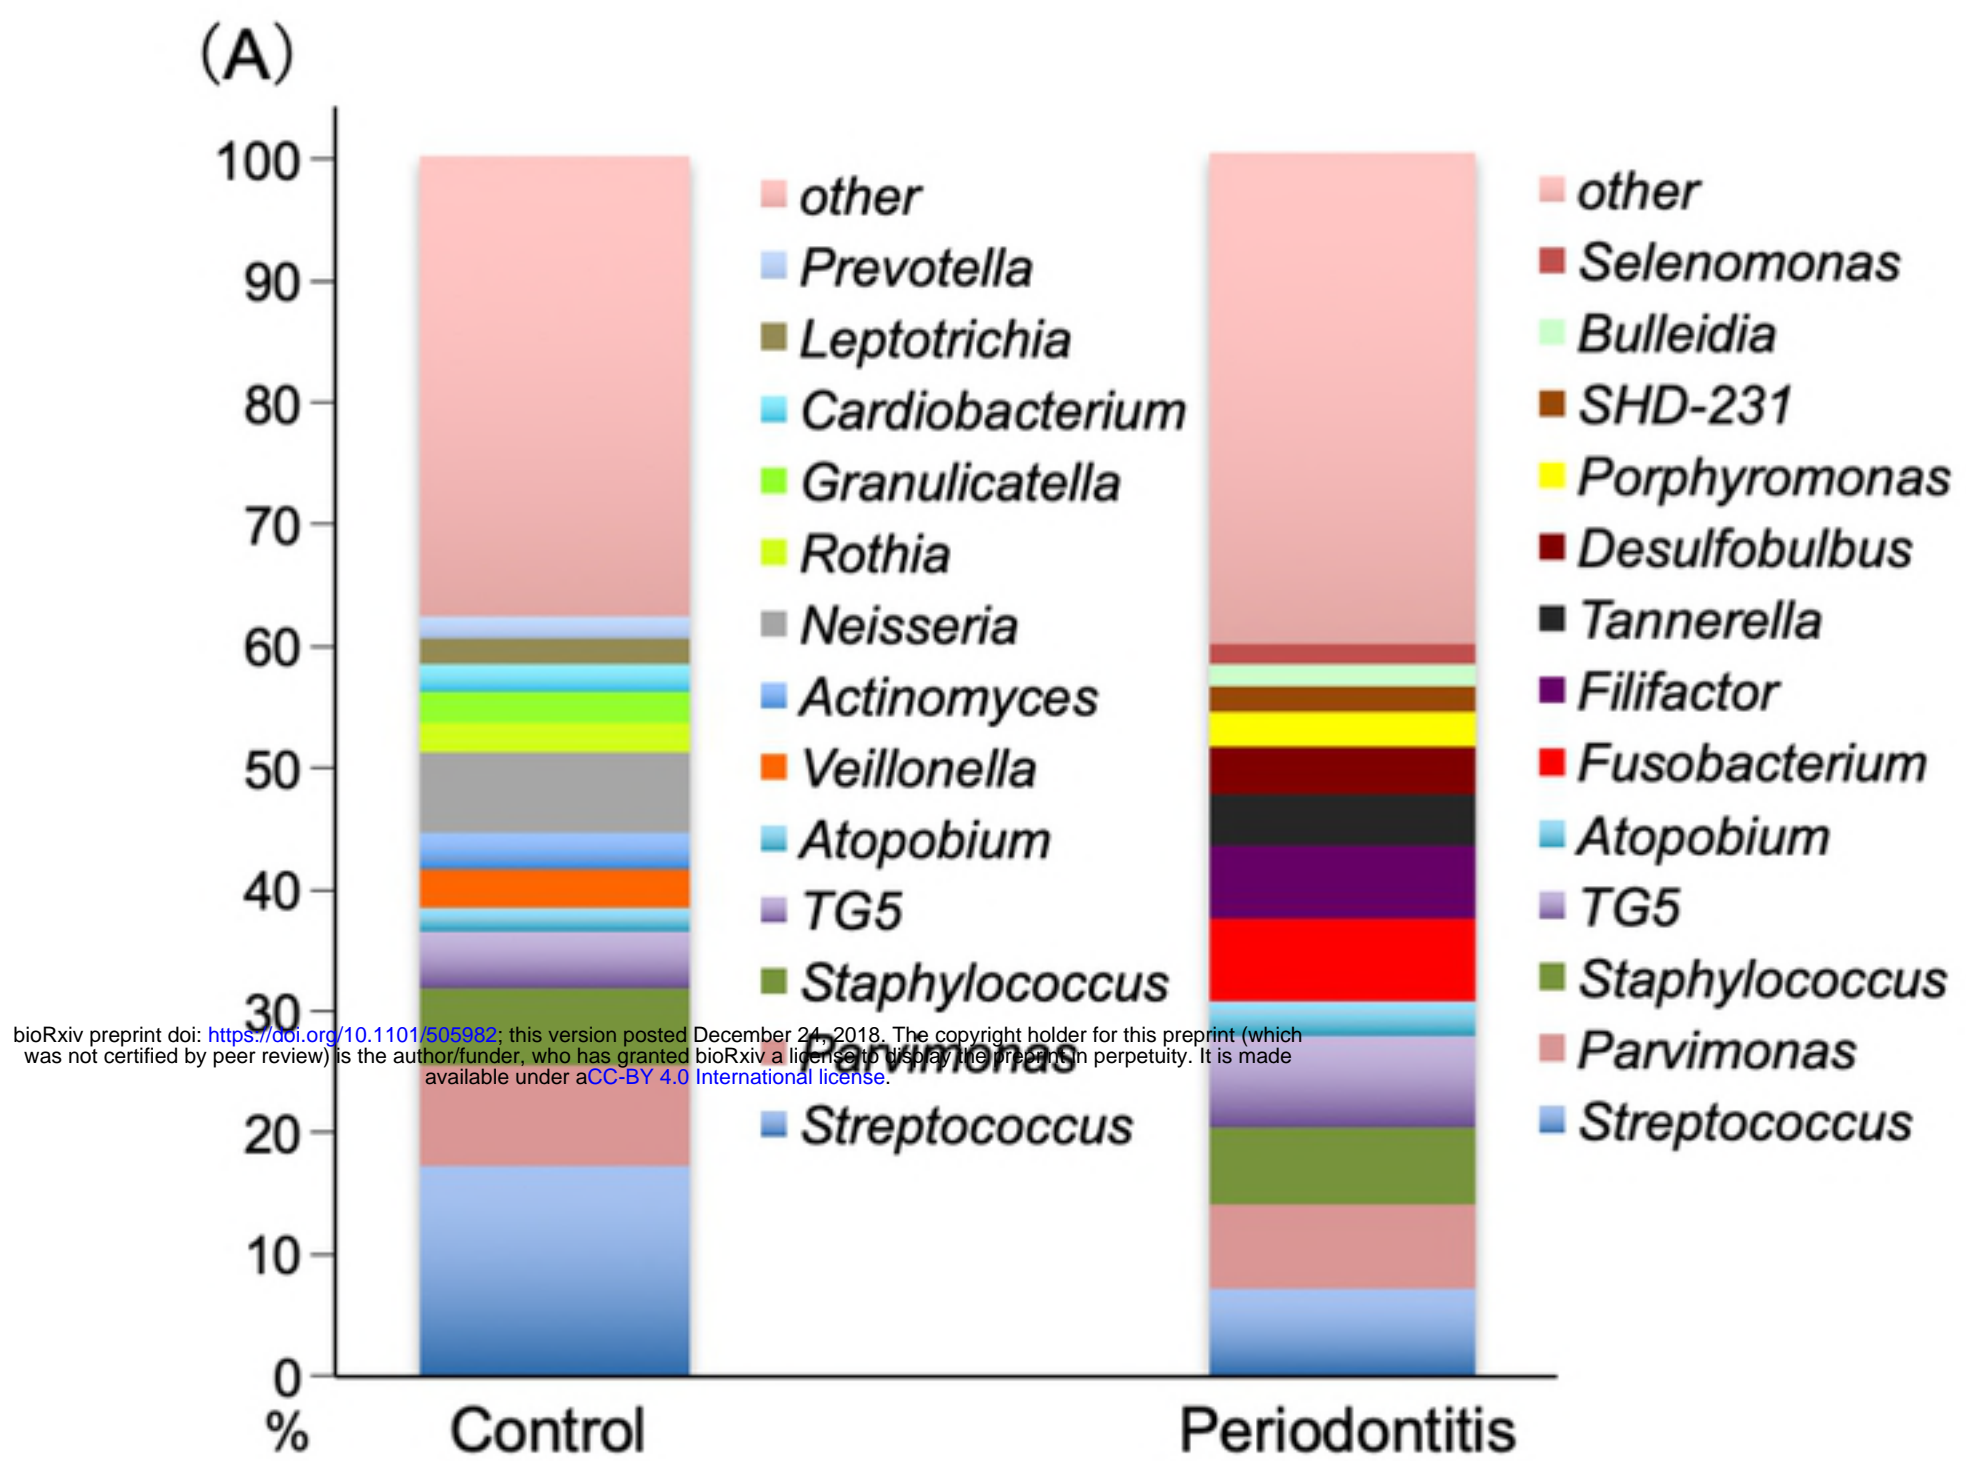 (A)
100
90
80
70
60
50
40
30
20
10
0
%
other
Prevotella
Leptotrichia
Cardiobacterium
Granulicatella
Rothia
Neisseria
Actinomyces
Veillonella
Atopobium
TG5
Staphylococcus
Parvimonas
Streptococcus
other
Selenomonas
Bulleidia
SHD-231
Porphyromonas
Desulfobulbus
Tannerella
Filifactor
Fusobacterium
Atopobium
TG5
Staphylococcus
Parvimonas
Streptococcus
bioRxiv preprint doi: https://doi.org/10.1101/505982; this version posted December 24, 2018. The copyright holder for this preprint (which
was not certified by peer review) is the author/funder, who has granted bioRxiv a license to display the preprint in perpetuity. It is made
available under aCC-BY 4.0 International license.
Control
Periodontitis